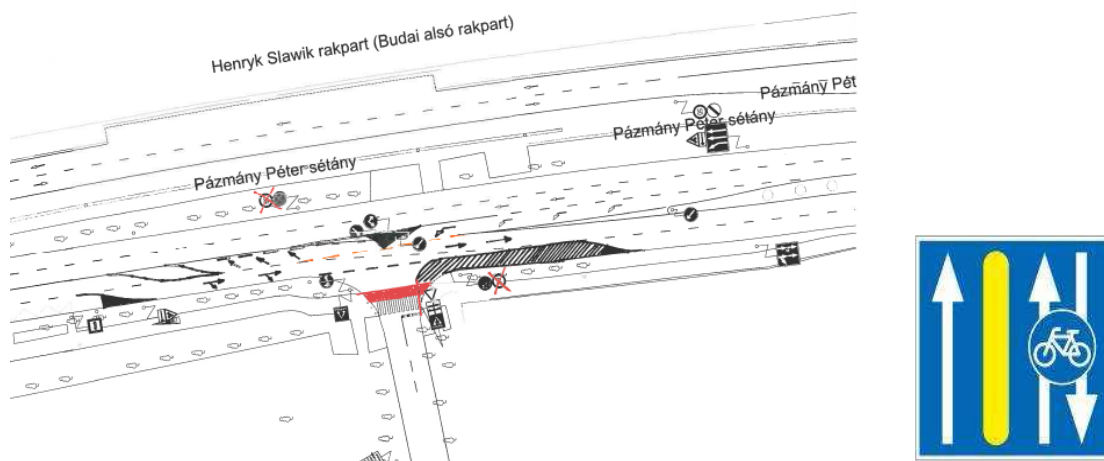 Henryk Slawik rakpart (Budai alsó rakpart)
Pázmány Pét
Pázmány Péter sétány
Pázmány Péter sétány